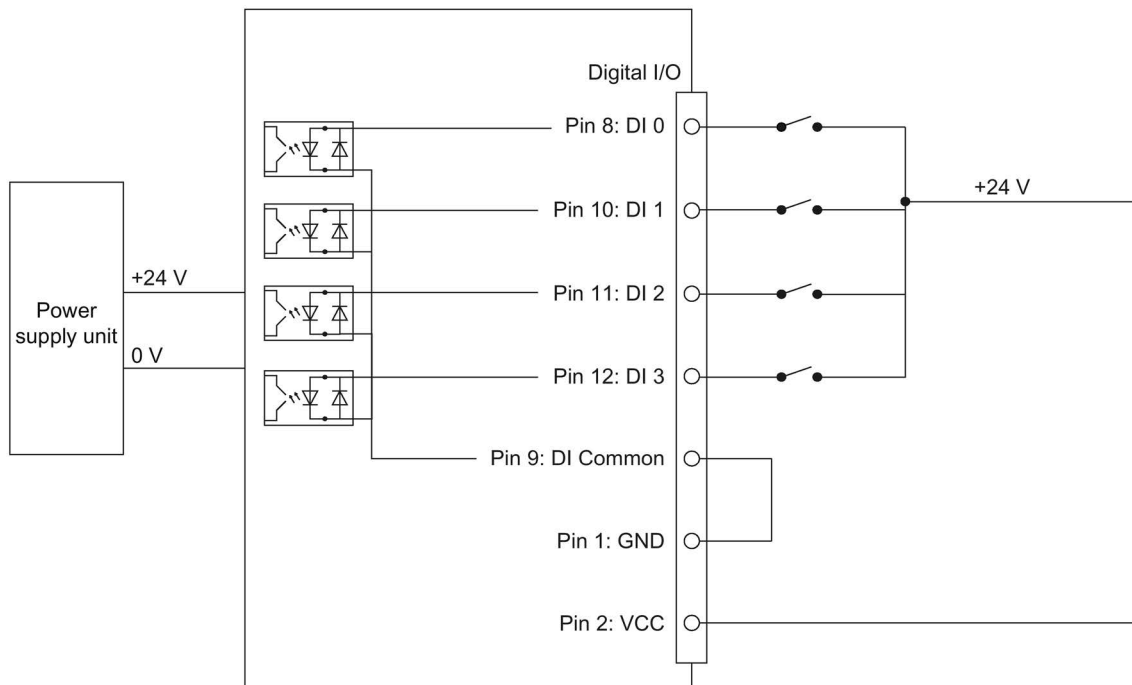 Digital I/O
Pin 8: DI 0
+24 V
Pin 10: DI 1
+24 V
Pin 11: DI 2
Power
supply unit
0 V
Pin 12: DI 3
Pin 9: DI Common
Pin 1: GND
Pin 2: VCC